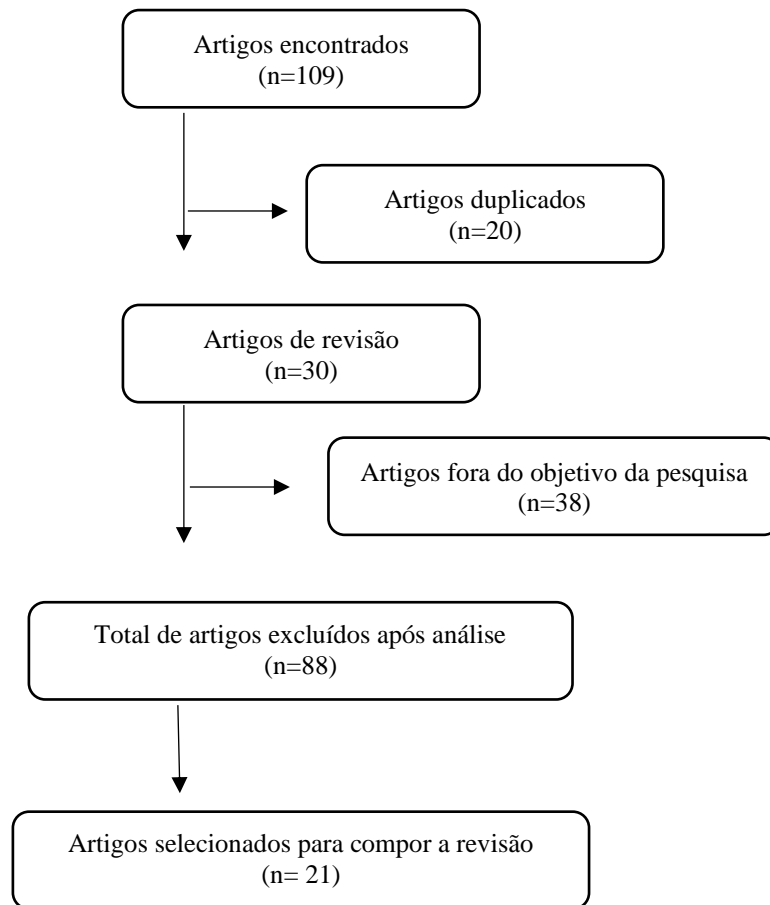 Artigos encontrados
(n=109)
Artigos duplicados
(n=20)
Artigos de revisão
(n=30)
Artigos fora do objetivo da pesquisa
(n=38)
Total de artigos excluídos após análise
(n=88)
Artigos selecionados para compor a revisão
(n= 21)